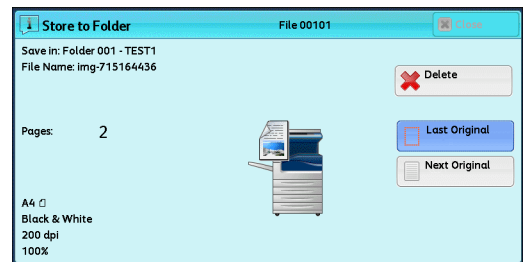 Store to Folder
File 00101
Close
Save in: Folder 001 - TEST1
File Name: img-715164436
Delete
Pages: 2
Last Original
Next Original
A4
Black & White
200 dpi
100%